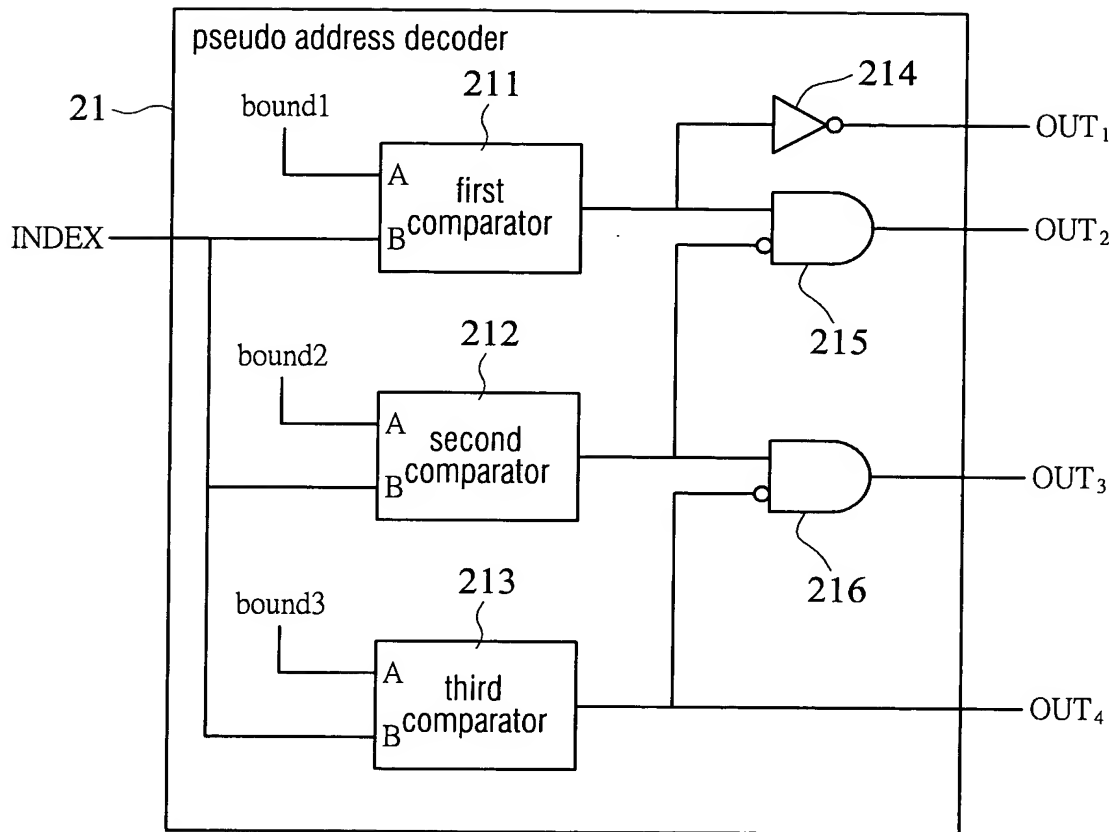 pseudo address decoder
21
bound1
211
214
OUT₁
A
first
comparator
B
INDEX
OUT₂
215
bound2
212
A
second
comparator
B
OUT₃
216
bound3
213
A
third
comparator
B
OUT₄